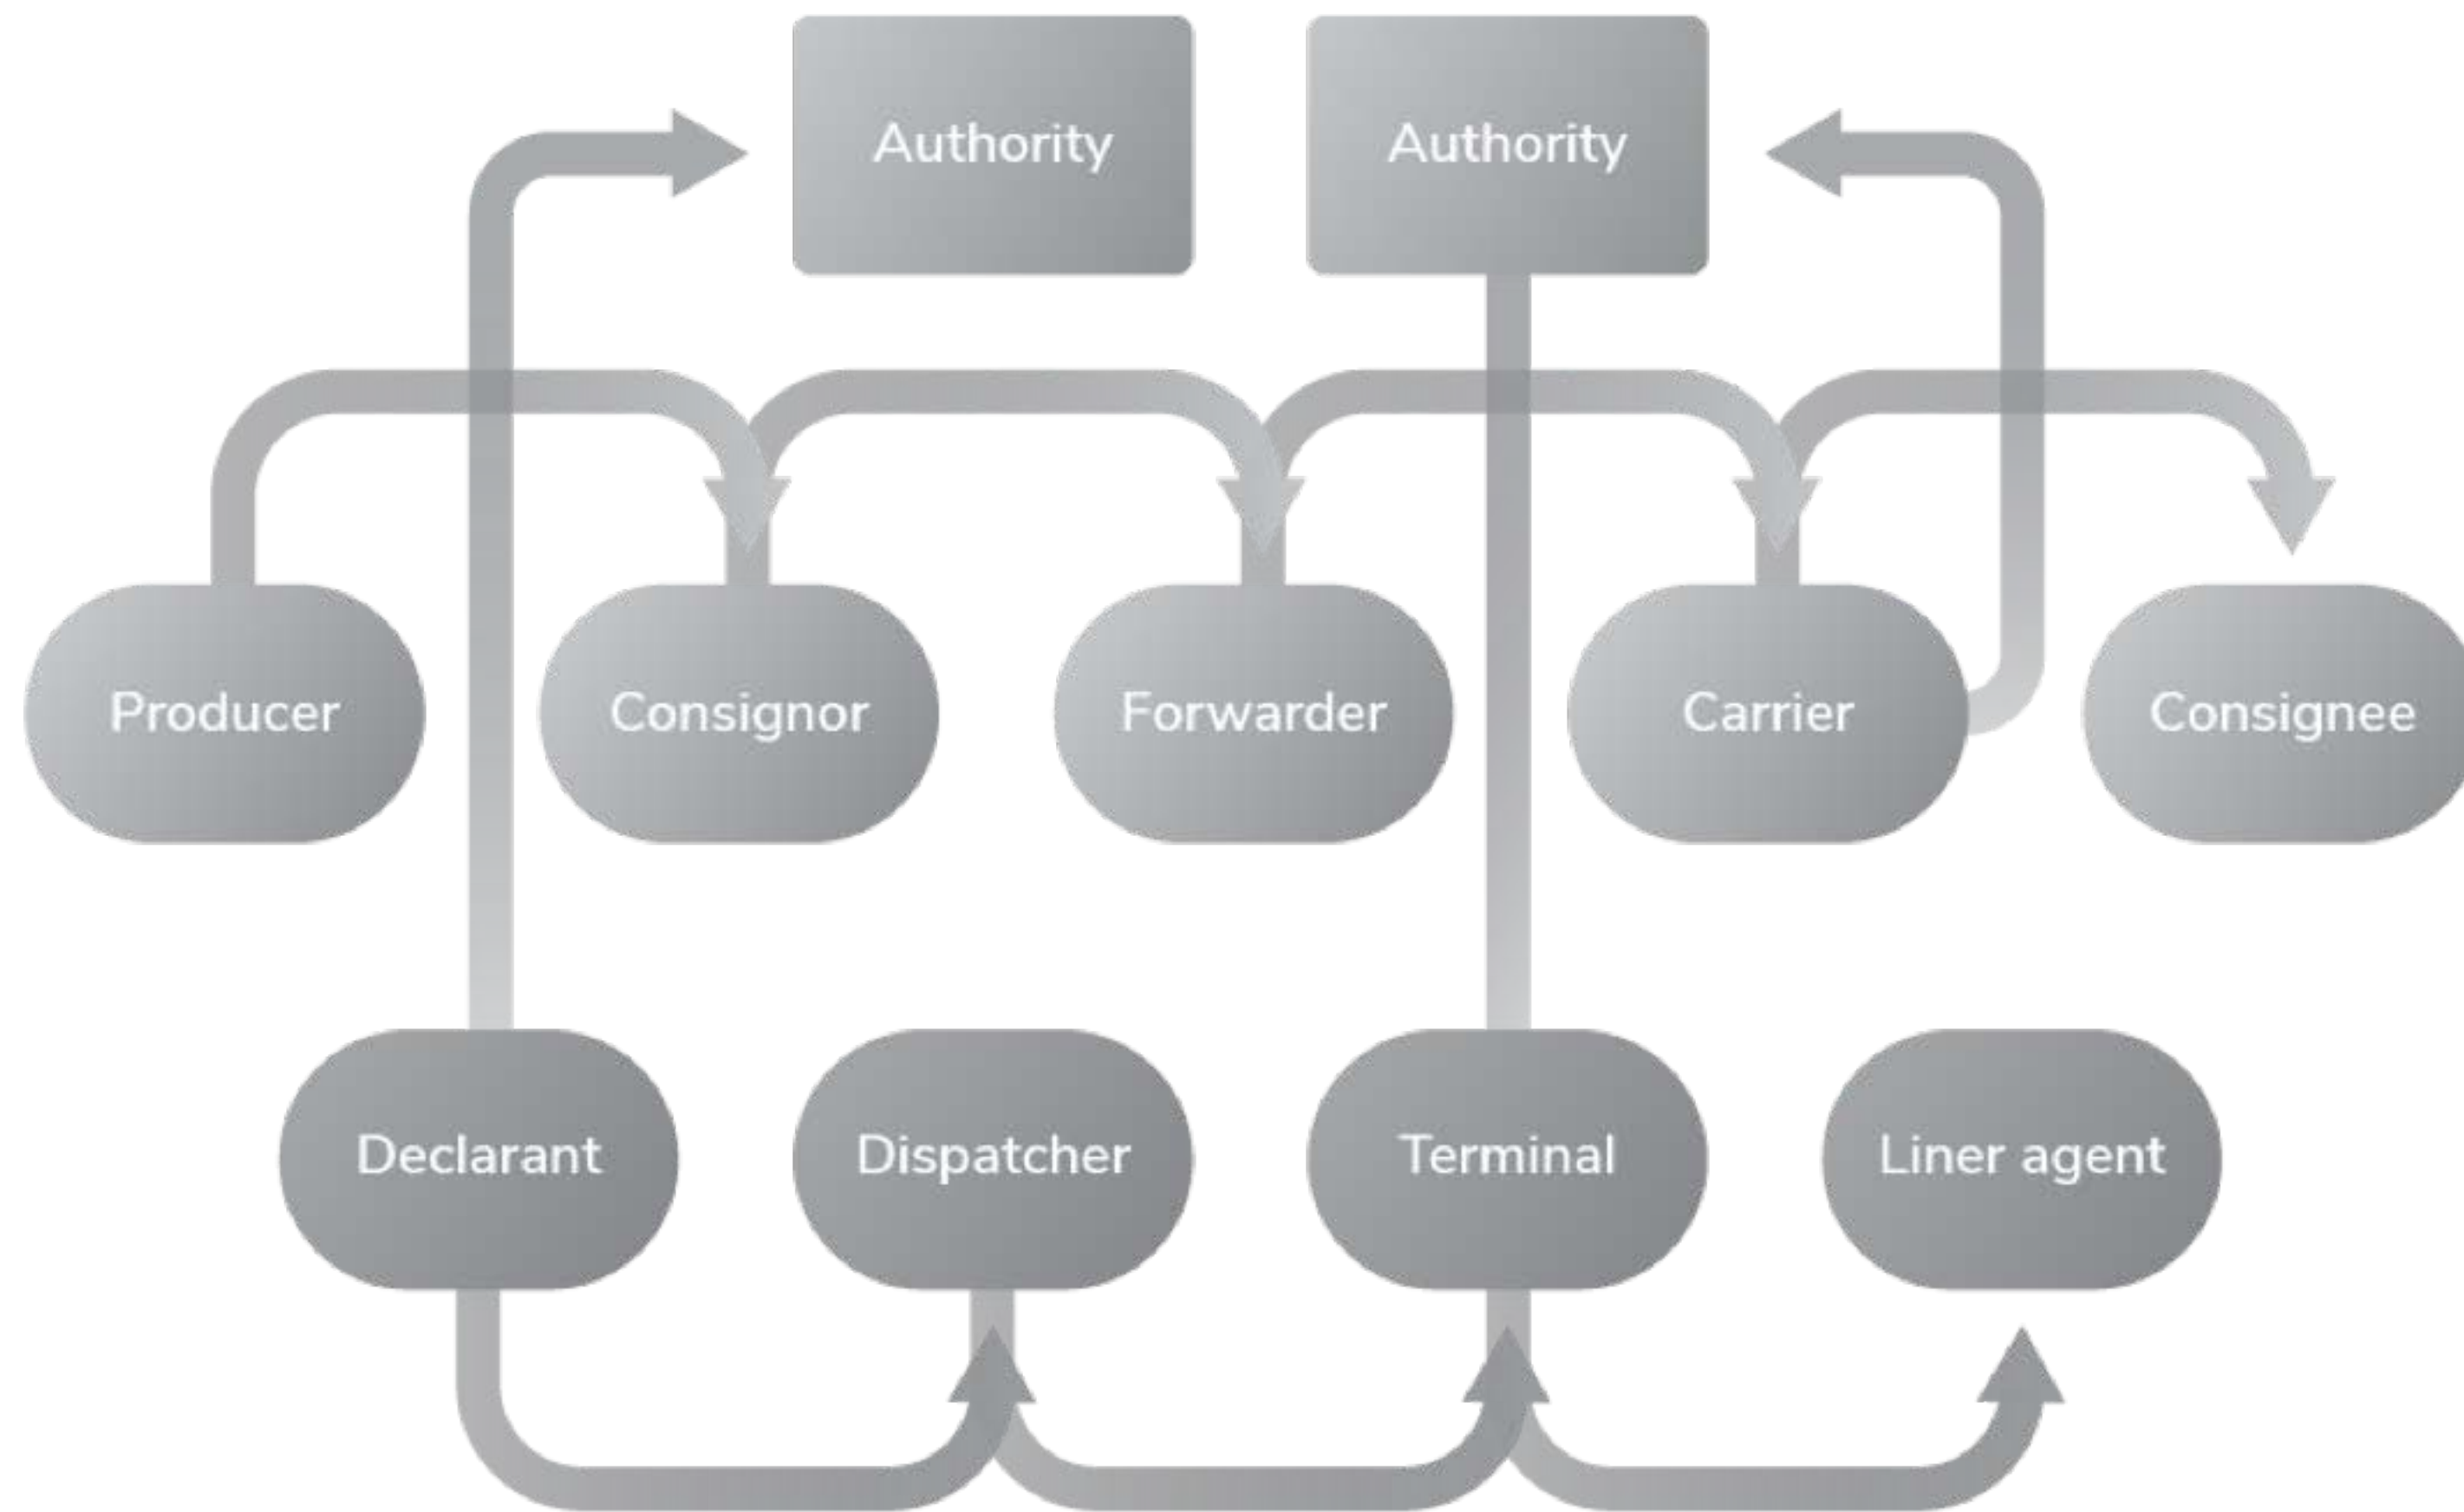 Authority
Authority
Producer
Consignor
Forwarder
Carrier
Consignee
Declarant
Dispatcher
Terminal
Liner agent